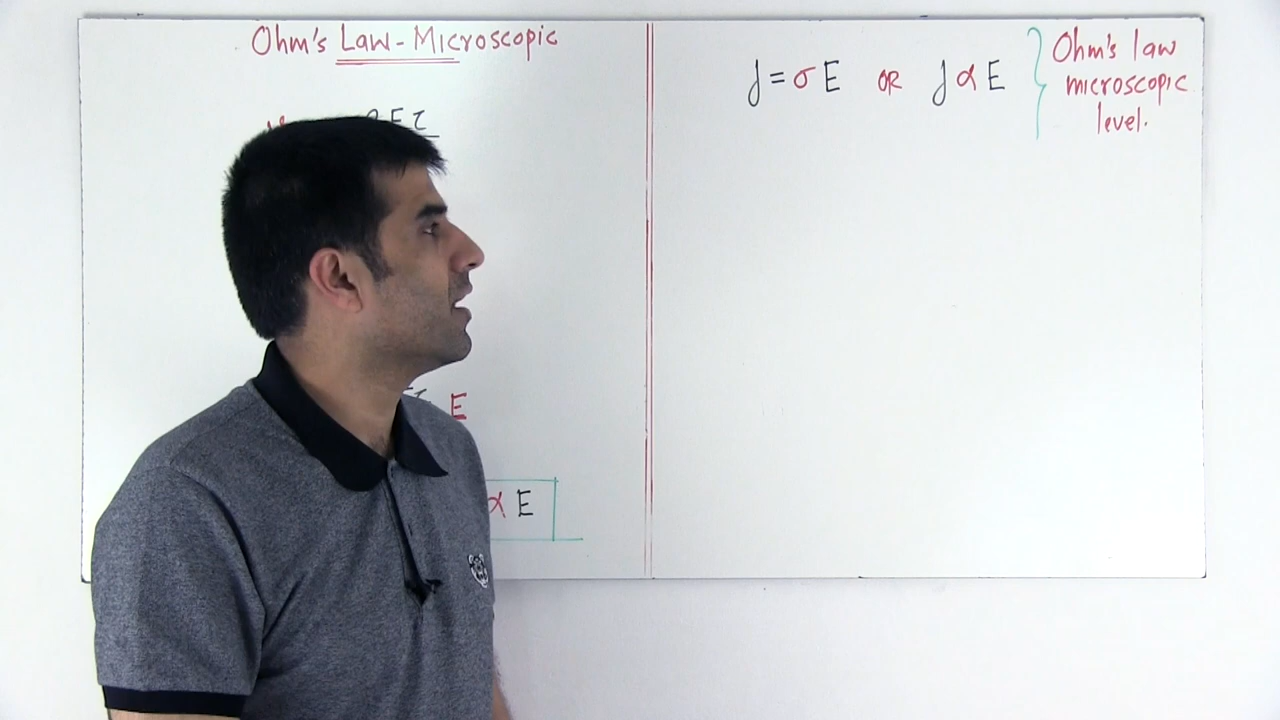 Ohm's Law - Microscopic
E τ
E
α E
J = σ E OR J α E
Ohm's law
microscopic
level.